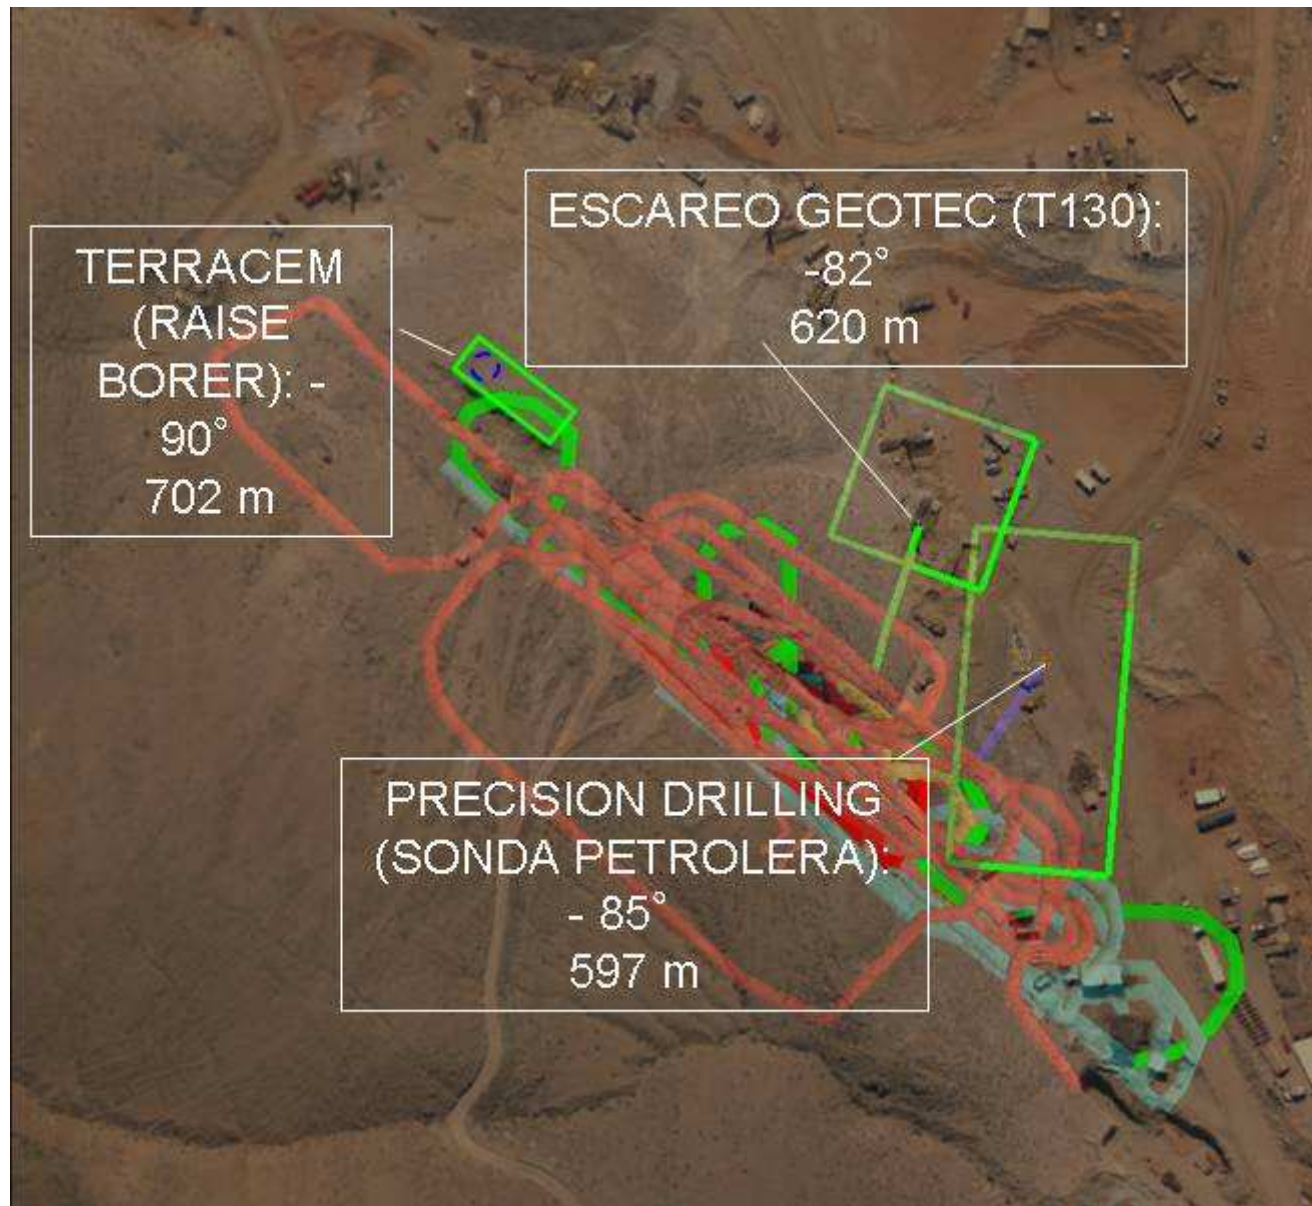 ESCAREO GEOTEC (T130):
-82°
620 m
TERRACEM
(RAISE
BORER): -
90°
702 m
PRECISION DRILLING
(SONDA PETROLERA):
- 85°
597 m